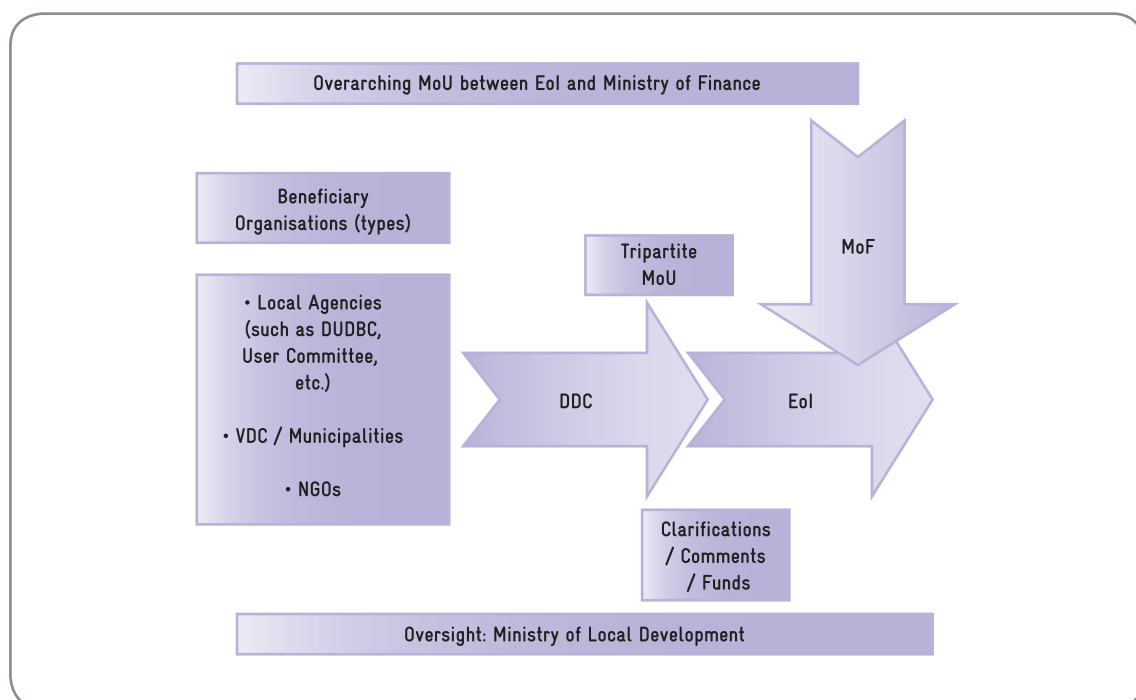 Overarching MoU between EoI and Ministry of Finance
Beneficiary
Organisations (types)
• Local Agencies
(such as DUDBC,
User Committee,
etc.)
• VDC / Municipalities
• NGOs
Tripartite
MoU
MoF
DDC
EoI
Clarifications
/ Comments
/ Funds
Oversight: Ministry of Local Development